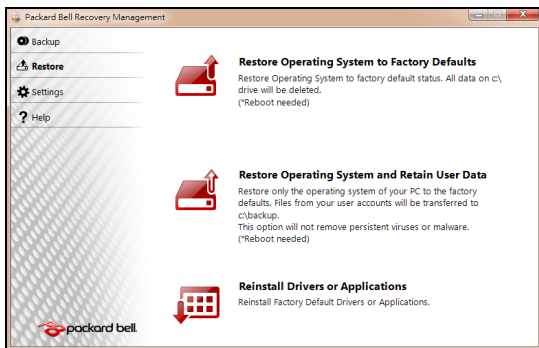 Packard Bell Recovery Management
Backup
Restore
Settings
Help
Restore Operating System to Factory Defaults
Restore Operating System to factory default status. All data on c:\
drive will be deleted.
(*Reboot needed)
Restore Operating System and Retain User Data
Restore only the operating system of your PC to the factory
defaults. Files from your user accounts will be transferred to
c:\backup.
This option will not remove persistent viruses or malware.
(*Reboot needed)
Reinstall Drivers or Applications
Reinstall Factory Default Drivers or Applications.
packard bell.